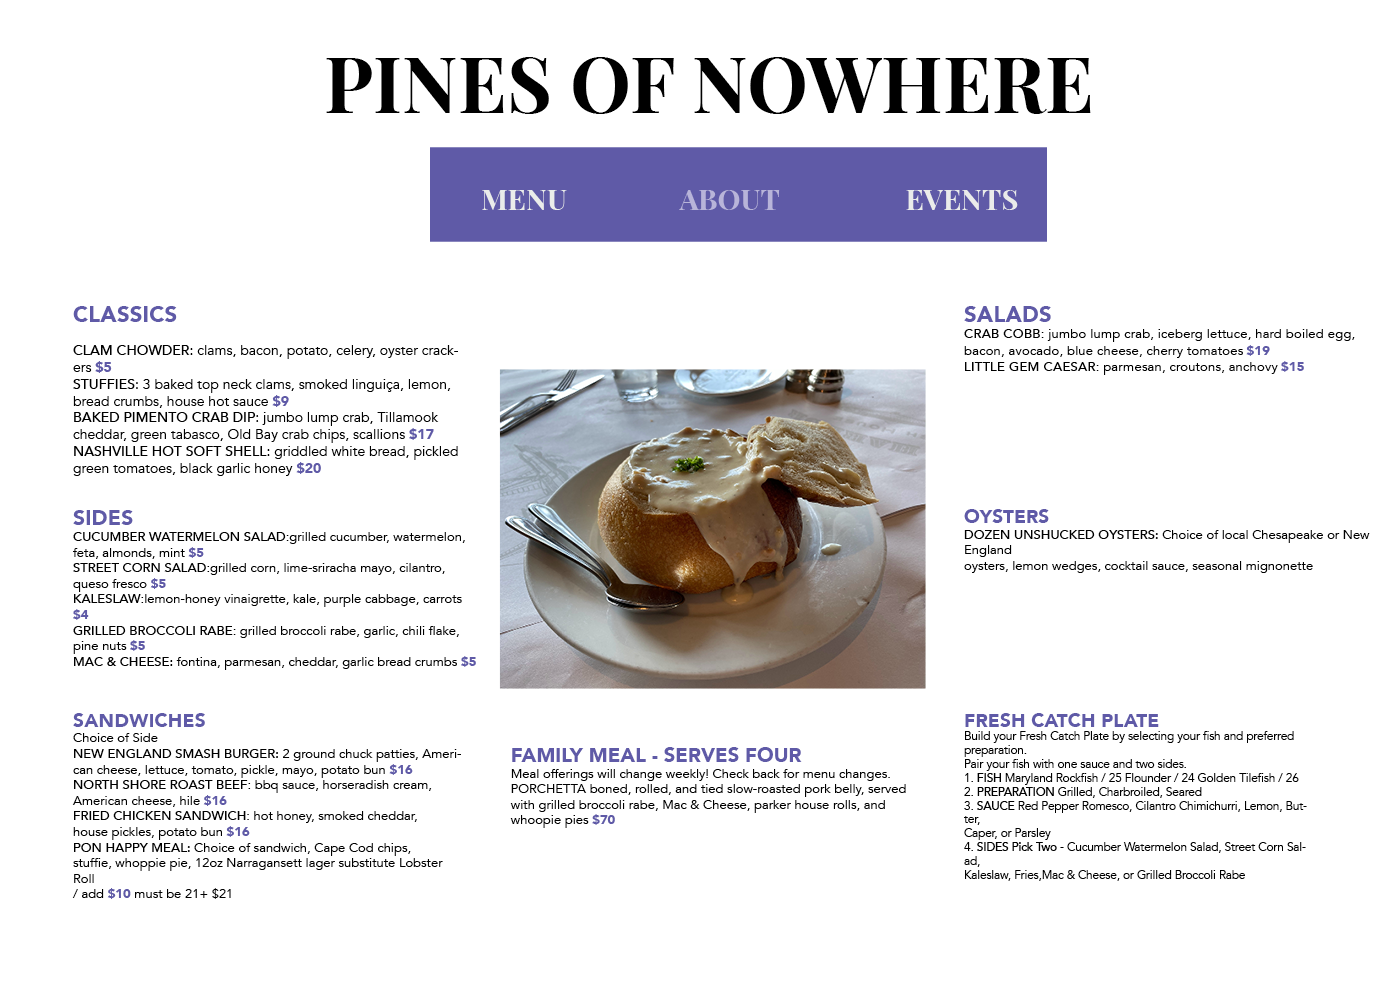 PINES OF NOWHERE
MENU
ABOUT
EVENTS
CLASSICS
CLAM CHOWDER: clams, bacon, potato, celery, oyster crack-
ers $5
STUFFIES: 3 baked top neck clams, smoked linguiça, lemon,
bread crumbs, house hot sauce $9
BAKED PIMENTO CRAB DIP: jumbo lump crab, Tillamook
cheddar, green tabasco, Old Bay crab chips, scallions $17
NASHVILLE HOT SOFT SHELL: griddled white bread, pickled
green tomatoes, black garlic honey $20
SIDES
CUCUMBER WATERMELON SALAD:grilled cucumber, watermelon,
feta, almonds, mint $5
STREET CORN SALAD:grilled corn, lime-sriracha mayo, cilantro,
queso fresco $5
KALESLAW:lemon-honey vinaigrette, kale, purple cabbage, carrots
$4
GRILLED BROCCOLI RABE: grilled broccoli rabe, garlic, chili flake,
pine nuts $5
MAC & CHEESE: fontina, parmesan, cheddar, garlic bread crumbs $5
SANDWICHES
Choice of Side
NEW ENGLAND SMASH BURGER: 2 ground chuck patties, Ameri-
can cheese, lettuce, tomato, pickle, mayo, potato bun $16
NORTH SHORE ROAST BEEF: bbq sauce, horseradish cream,
American cheese, hile $16
FRIED CHICKEN SANDWICH: hot honey, smoked cheddar,
house pickles, potato bun $16
PON HAPPY MEAL: Choice of sandwich, Cape Cod chips,
stuffie, whoppie pie, 12oz Narragansett lager substitute Lobster
Roll
/ add $10 must be 21+ $21
FAMILY MEAL - SERVES FOUR
Meal offerings will change weekly! Check back for menu changes.
PORCHETTA boned, rolled, and tied slow-roasted pork belly, served
with grilled broccoli rabe, Mac & Cheese, parker house rolls, and
whoopie pies $70
SALADS
CRAB COBB: jumbo lump crab, iceberg lettuce, hard boiled egg,
bacon, avocado, blue cheese, cherry tomatoes $19
LITTLE GEM CAESAR: parmesan, croutons, anchovy $15
OYSTERS
DOZEN UNSHUCKED OYSTERS: Choice of local Chesapeake or New
England
oysters, lemon wedges, cocktail sauce, seasonal mignonette
FRESH CATCH PLATE
Build your Fresh Catch Plate by selecting your fish and preferred
preparation.
Pair your fish with one sauce and two sides.
1. FISH Maryland Rockfish / 25 Flounder / 24 Golden Tilefish / 26
2. PREPARATION Grilled, Charbroiled, Seared
3. SAUCE Red Pepper Romesco, Cilantro Chimichurri, Lemon, But-
ter,
Caper, or Parsley
4. SIDES Pick Two - Cucumber Watermelon Salad, Street Corn Sal-
ad,
Kaleslaw, Fries,Mac & Cheese, or Grilled Broccoli Rabe